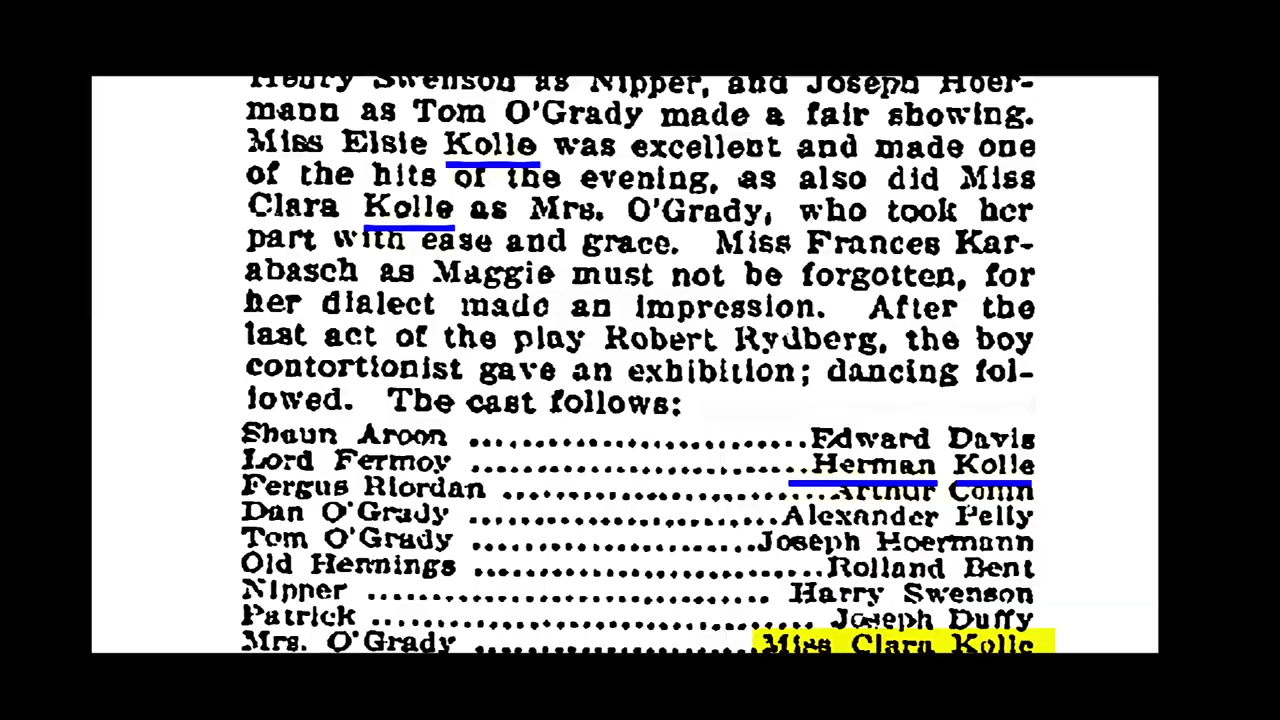 Henry Swenson as Nipper, and Joseph Hoer-
mann as Tom O'Grady made a fair showing.
Miss Elsie Kolle was excellent and made one
of the hits of the evening, as also did Miss
Clara Kolle as Mrs. O'Grady, who took her
part with ease and grace. Miss Frances Kar-
abasch as Maggie must not be forgotten, for
her dialect made an impression. After the
last act of the play Robert Rydberg, the boy
contortionist gave an exhibition; dancing fol-
lowed. The cast follows:
Shaun Aroon ........................Edward Davis
Lord Fermoy ........................Herman Kolle
Fergus Riordan .......................Arthur
Dan O'Grady ......................Alexander Pelly
Tom O'Grady ....................Joseph Hoermann
Old Hennings ........................Rolland Bent
Nipper ........................... Harry Swenson
Patrick .............................. Joseph Duffy
Mrs. O'Grady ....................Miss Clara Kolle